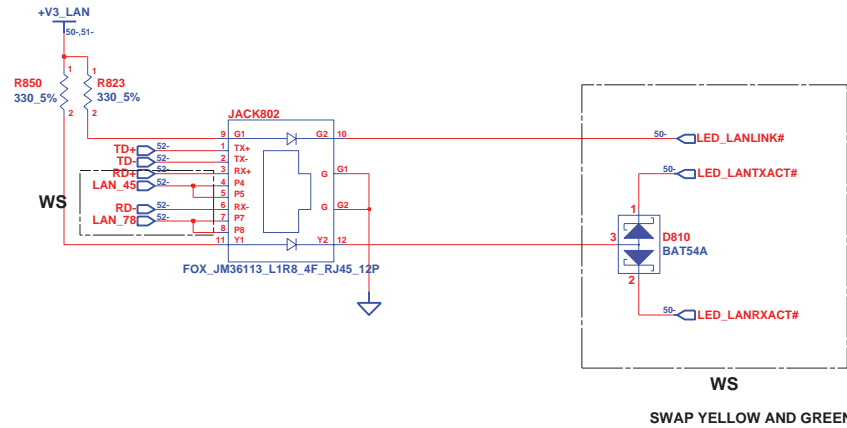 +V3_LAN
50-,51-
1 1
R850 R823
330_5% 330_5%
2 2
JACK802
9 G1 G2 10 50- LED_LANLINK#
TD+ 52- 1 TX+
TD- 52- 2 TX-
RD+ 52- 3 RX+ G G1 50- LED_LANTXACT#
LAN_45 52- 4 P4
WS 5 P5
RD- 52- 6 RX- G G2 1
LAN_78 52- 7 P7
8 P8
11 Y1 Y2 12 3 D810
BAT54A
FOX_JM36113_L1R8_4F_RJ45_12P
2
50- LED_LANRXACT#
WS
SWAP YELLOW AND GREEN